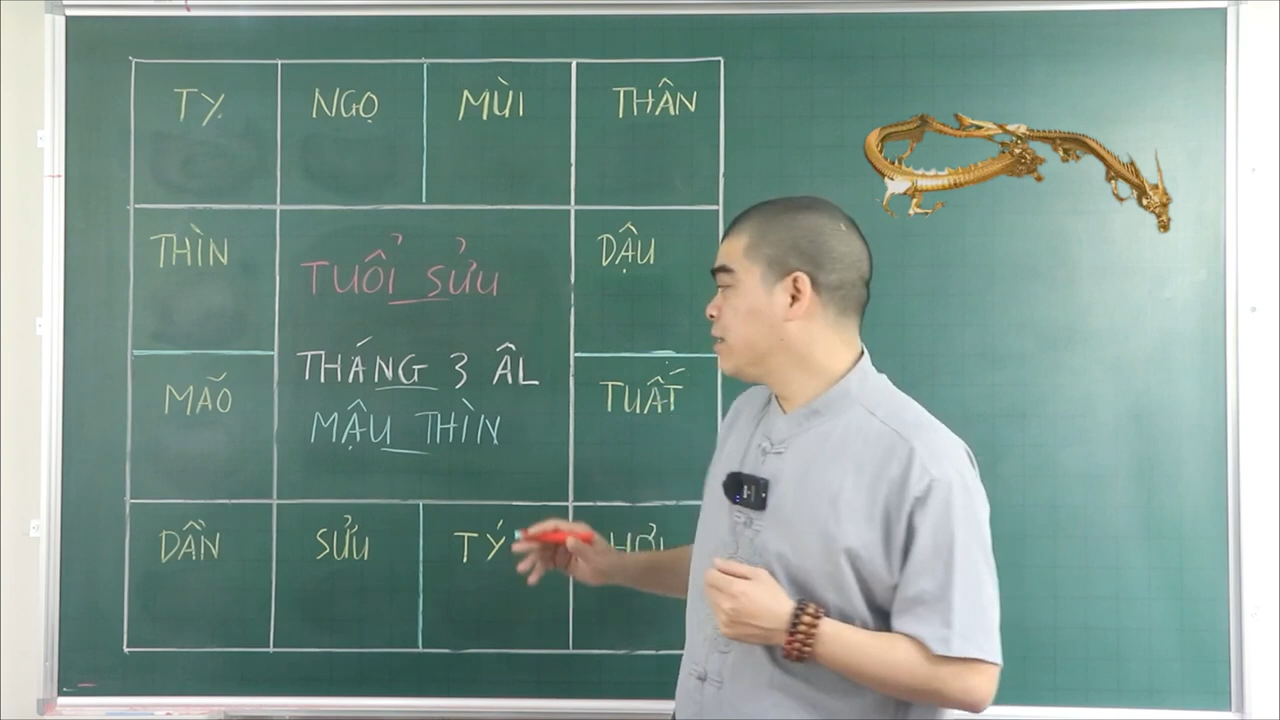 TỴ
NGỌ
MÙI
THÂN
THÌN
TUỔI SỬU
DẬU
THÁNG 3 ÂL
MẬU THÌN
MÃO
TUẤT
DẦN
SỬU
TÝ